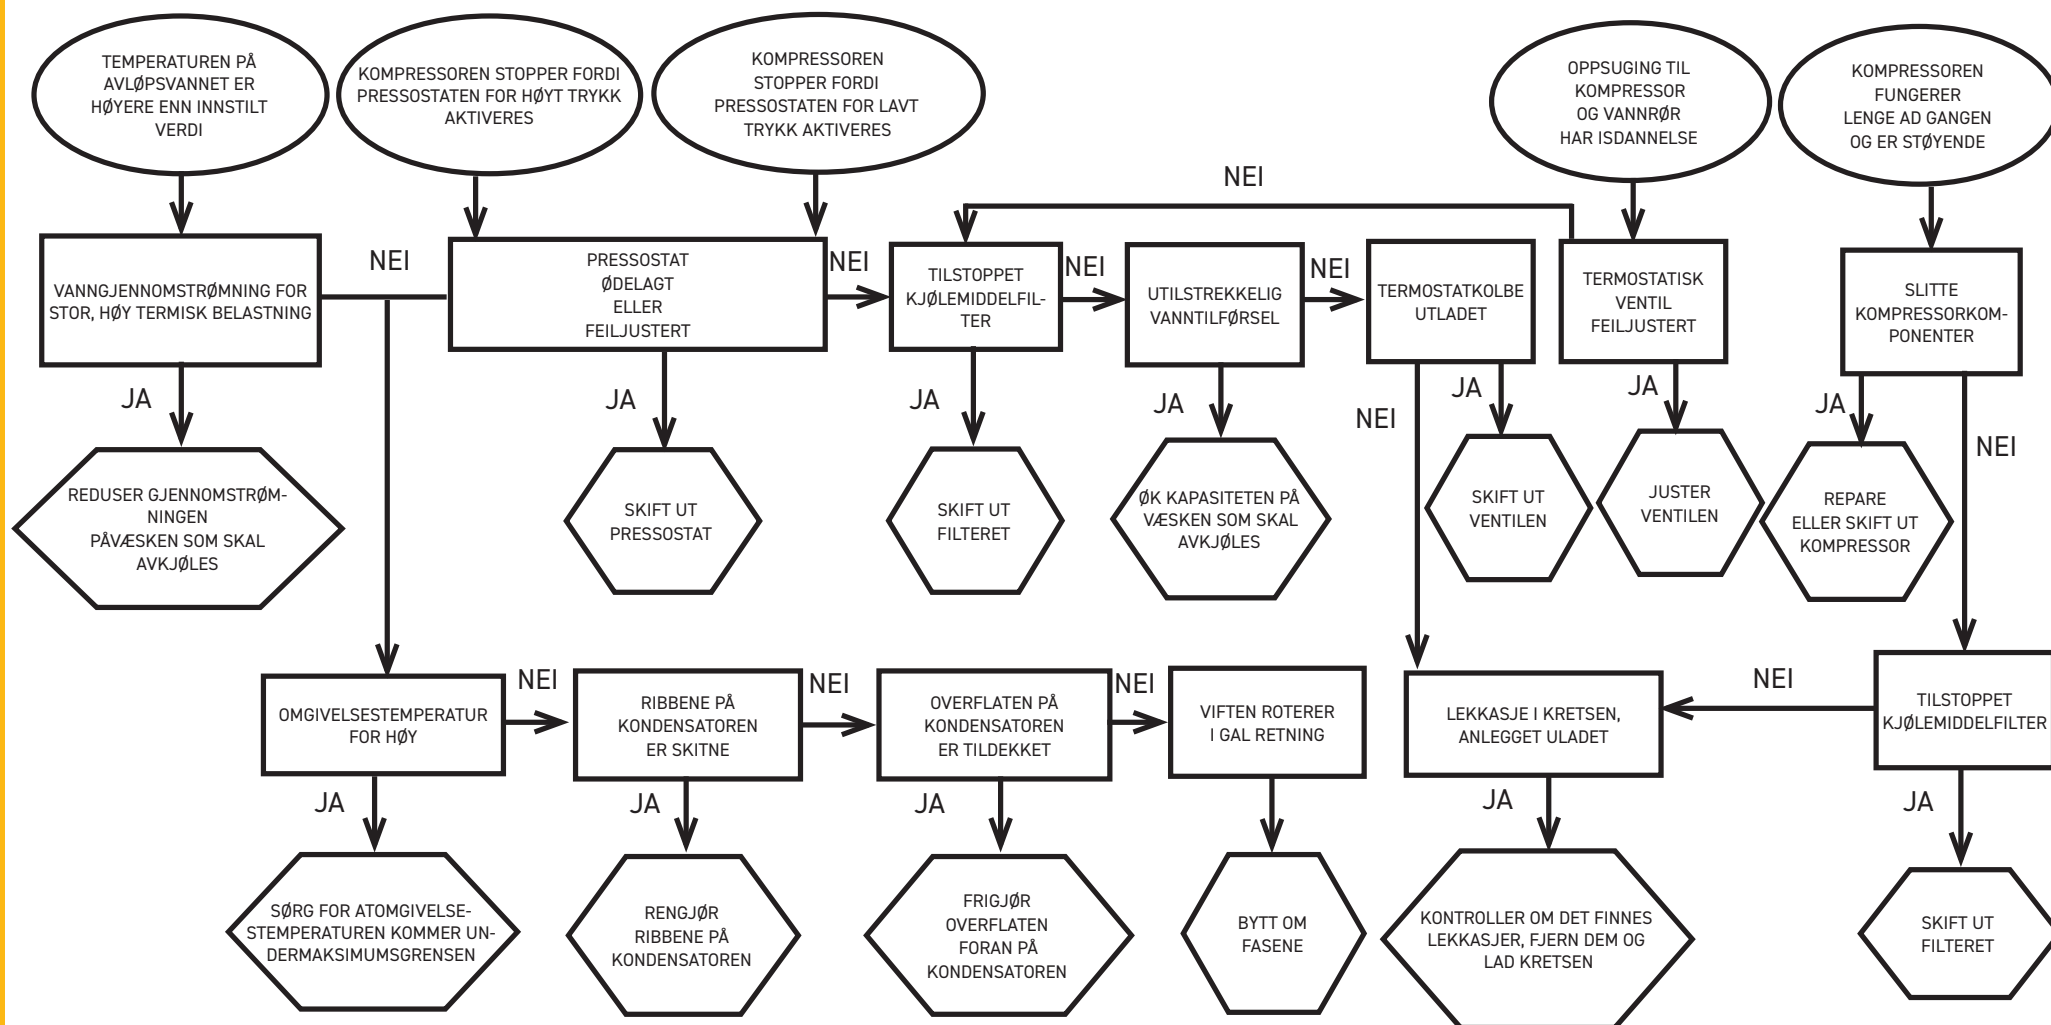 TEMPERATUREN PÅ
AVLØPSVANNET ER
HØYERE ENN INNSTILT
VERDI
KOMPRESSOREN STOPPER FORDI
PRESSOSTATEN FOR HØYT TRYKK
AKTIVERES
KOMPRESSOREN
STOPPER FORDI
PRESSOSTATEN FOR LAVT
TRYKK AKTIVERES
OPPSUGING TIL
KOMPRESSOR
OG VANNRØR
HAR ISDANNELSE
KOMPRESSOREN
FUNGERER
LENGE AD GANGEN
OG ER STØYENDE
NEI
VANNGJENNOMSTRØMNING FOR
STOR, HØY TERMISK BELASTNING
NEI
PRESSOSTAT
ØDELAGT
ELLER
FEILJUSTERT
NEI
TILSTOPPET
KJØLEMIDDELFIL-
TER
NEI
UTILSTREKKELIG
VANNTILFØRSEL
NEI
TERMOSTATKOLBE
UTLADET
TERMOSTATISK
VENTIL
FEILJUSTERT
SLITTE
KOMPRESSORKOM-
PONENTER
JA
JA
JA
JA
NEI
JA
JA
JA
NEI
REDUSER GJENNOMSTRØM-
NINGEN
PÅVÆSKEN SOM SKAL
AVKJØLES
SKIFT UT
PRESSOSTAT
SKIFT UT
FILTERET
ØK KAPASITETEN PÅ
VÆSKEN SOM SKAL
AVKJØLES
SKIFT UT
VENTILEN
JUSTER
VENTILEN
REPARE
ELLER SKIFT UT
KOMPRESSOR
OMGIVELSESTEMPERATUR
FOR HØY
NEI
RIBBENE PÅ
KONDENSATOREN
ER SKITNE
NEI
OVERFLATEN PÅ
KONDENSATOREN
ER TILDEKKET
NEI
VIFTEN ROTERER
I GAL RETNING
LEKKASJE I KRETSEN,
ANLEGGET ULADET
NEI
TILSTOPPET
KJØLEMIDDELFILTER
JA
JA
JA
JA
JA
SØRG FOR ATOMGIVELSE-
STEMPERATUREN KOMMER UN-
DERMAKSIMUMSGRENSEN
RENGJØR
RIBBENE PÅ
KONDENSATOREN
FRIGJØR
OVERFLATEN
FORAN PÅ
KONDENSATOREN
BYTT OM
FASENE
KONTROLLER OM DET FINNES
LEKKASJER, FJERN DEM OG
LAD KRETSEN
SKIFT UT
FILTERET